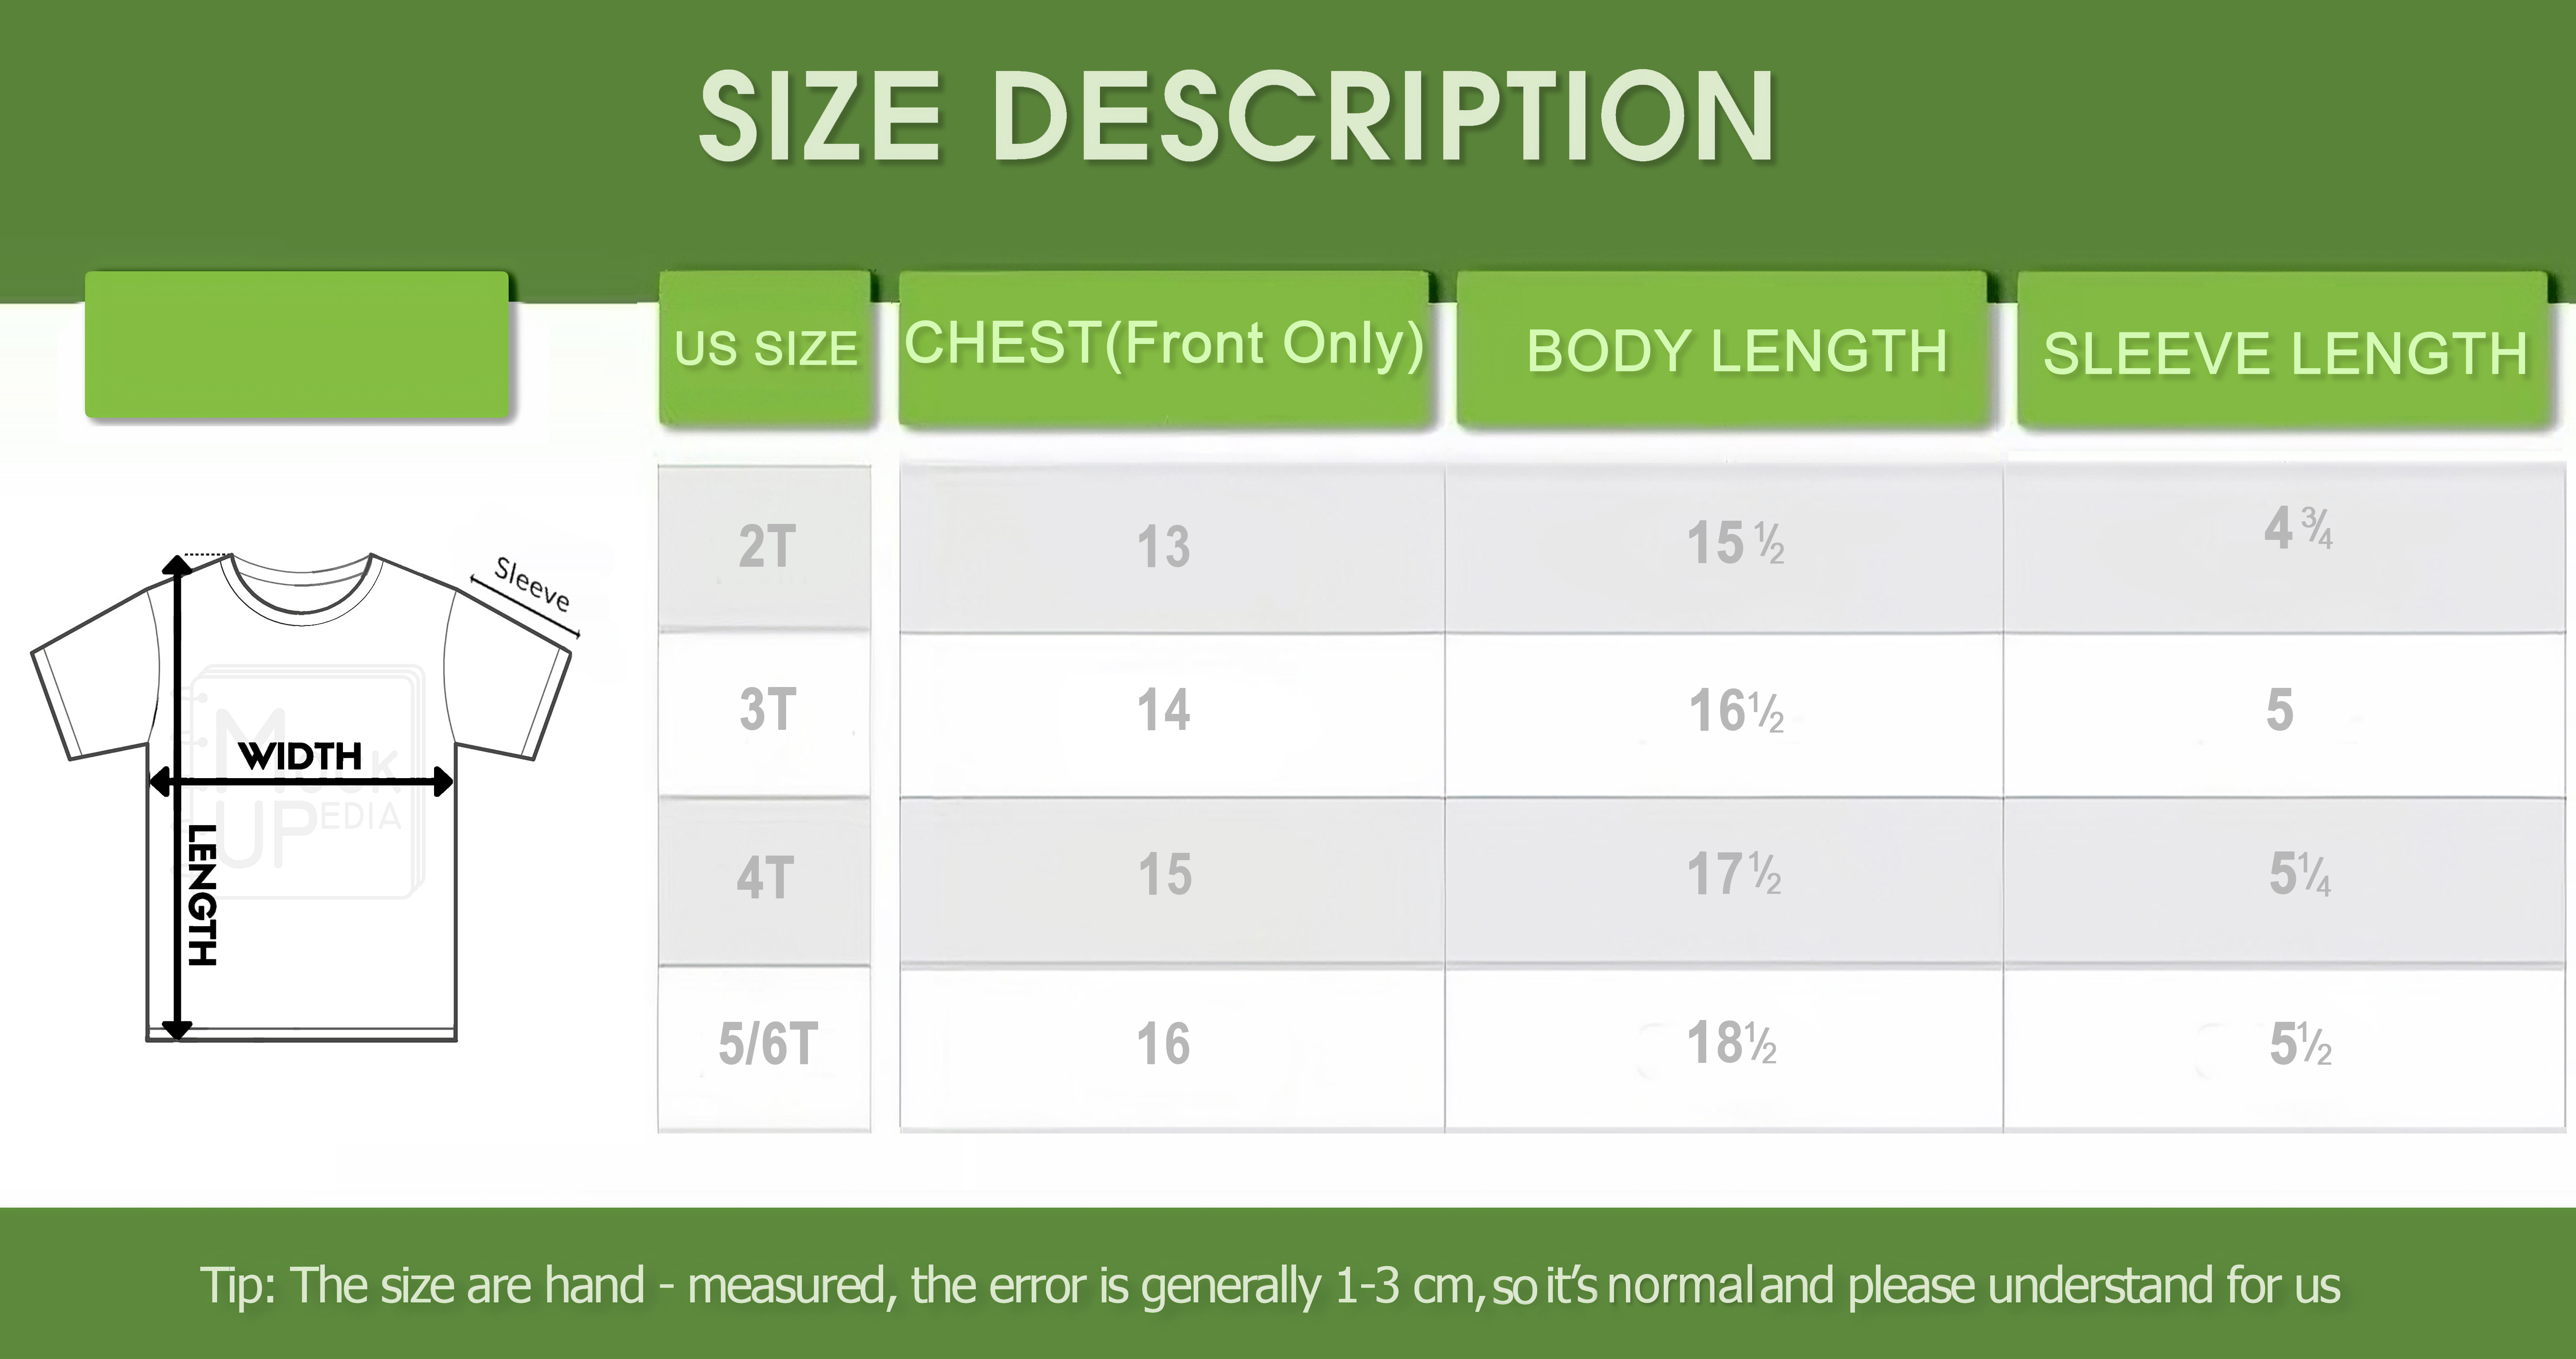 SIZE DESCRIPTION
US SIZE CHEST(Front Only) BODY LENGTH SLEEVE LENGTH
2T 13 15 ½ 4 ¾
3T 14 16½ 5
4T 15 17½ 5¼
5/6T 16 18½ 5½
Sleeve
WIDTH
LENGTH
MOCK
UPEDIA
Tip: The size are hand - measured, the error is generally 1-3 cm, so it’s normal and please understand for us